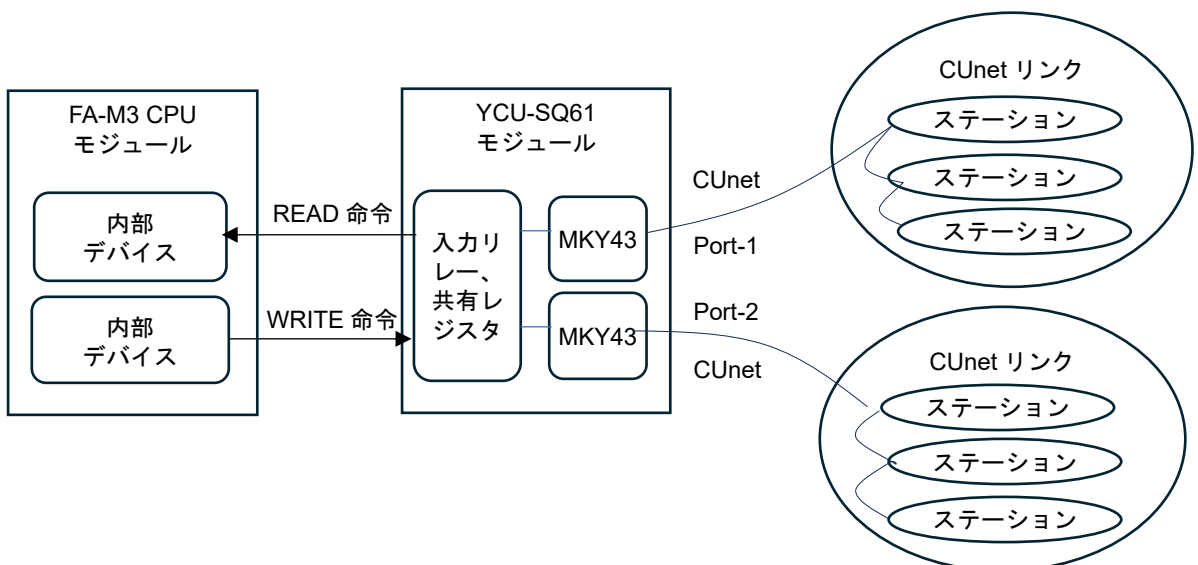 FA-M3 CPU
モジュール
内部
デバイス
内部
デバイス
READ 命令
WRITE 命令
YCU-SQ61
モジュール
入力リ
レー、
共有レ
ジスタ
MKY43
MKY43
CUnet
Port-1
Port-2
CUnet
CUnet リンク
ステーション
ステーション
ステーション
CUnet リンク
ステーション
ステーション
ステーション